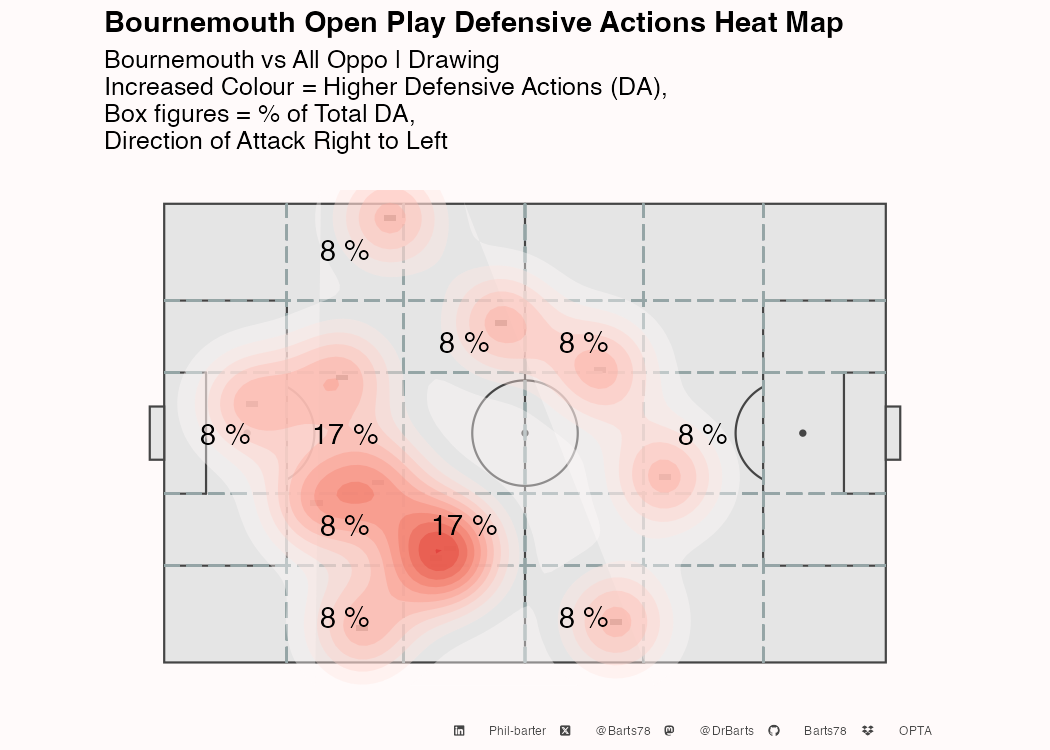 Bournemouth Open Play Defensive Actions Heat Map
Bournemouth vs All Oppo | Drawing
Increased Colour = Higher Defensive Actions (DA),
Box figures = % of Total DA,
Direction of Attack Right to Left
8 %
8 %
8 %
8 %
17 %
8 %
8 %
17 %
8 %
8 %
Phil-barter @Barts78 @DrBarts Barts78 OPTA